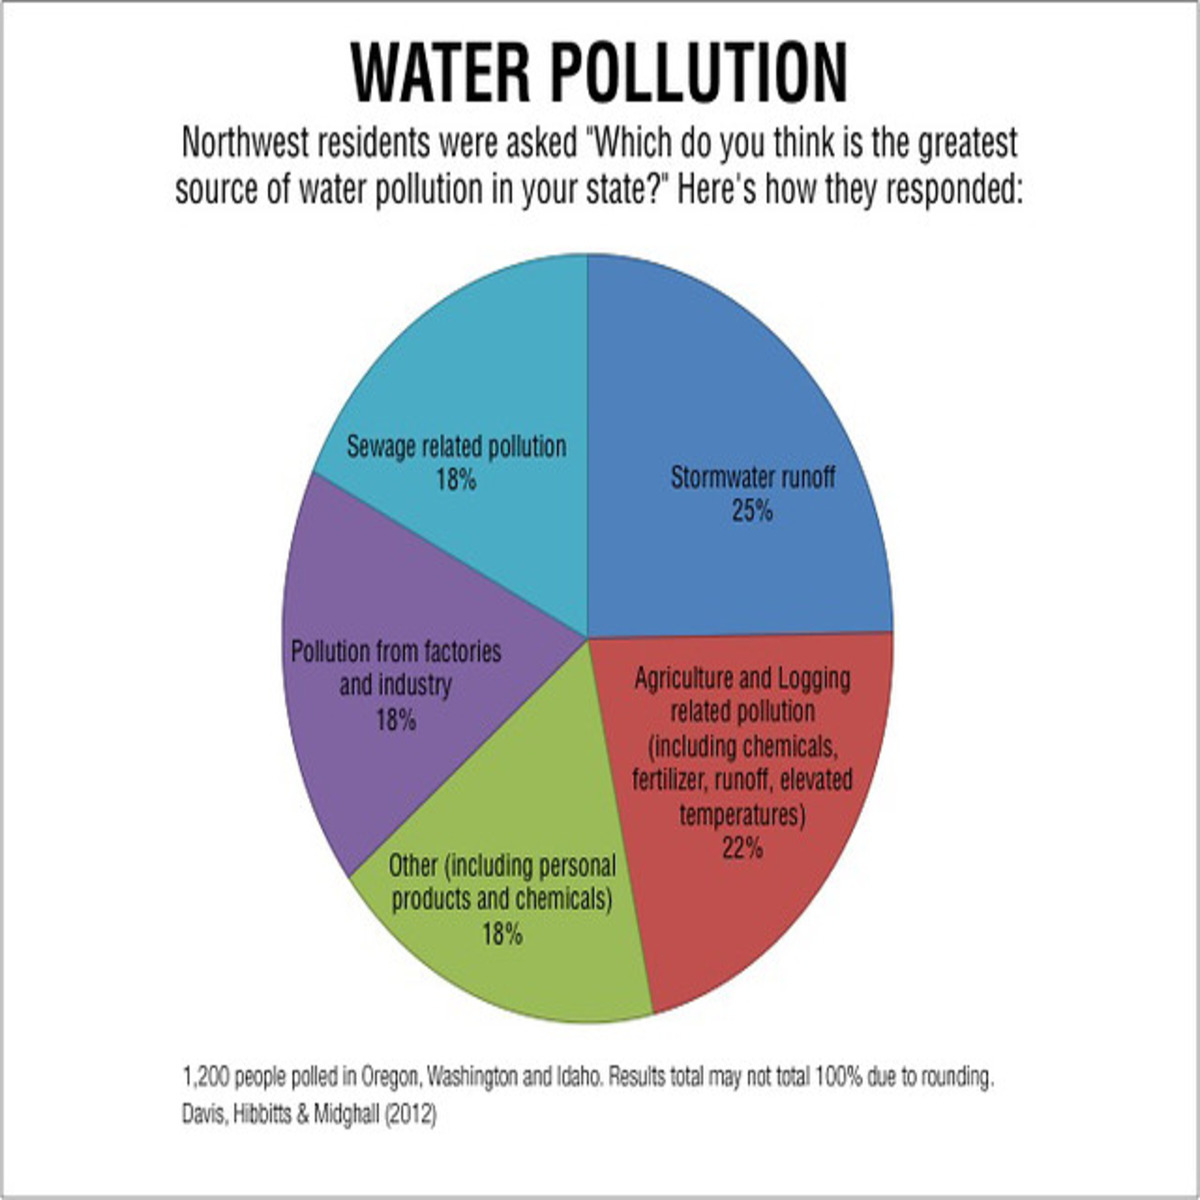 WATER POLLUTION
Northwest residents were asked "Which do you think is the greatest
source of water pollution in your state?" Here's how they responded:
Sewage related pollution
18%
Stormwater runoff
25%
Pollution from factories
and industry
18%
Agriculture and Logging
related pollution
(including chemicals,
fertilizer, runoff, elevated
temperatures)
22%
Other (including personal
products and chemicals)
18%
1,200 people polled in Oregon, Washington and Idaho. Results total may not total 100% due to rounding.
Davis, Hibbitts & Midghall (2012)